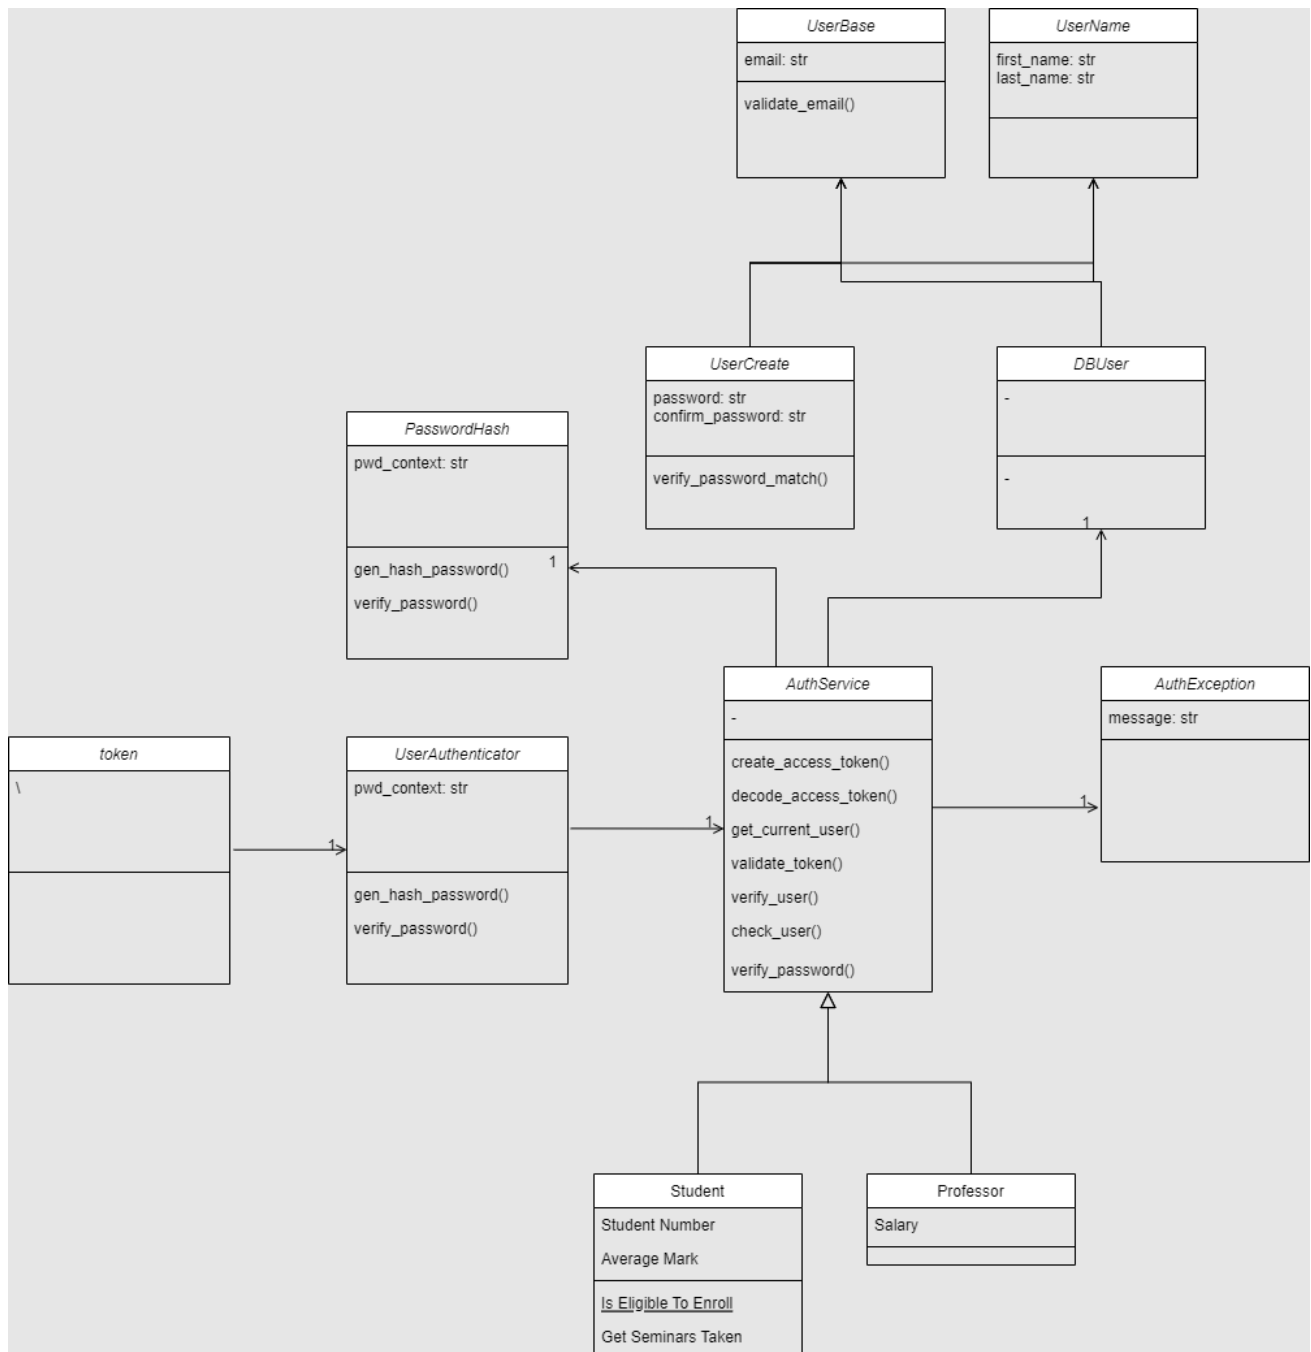 UserBase
email: str
validate_email()
UserName
first_name: str
last_name: str
UserCreate
password: str
confirm_password: str
verify_password_match()
DBUser
-
-
1
PasswordHash
pwd_context: str
gen_hash_password()
verify_password()
1
token
\
1
UserAuthenticator
pwd_context: str
gen_hash_password()
verify_password()
1
AuthService
-
create_access_token()
decode_access_token()
get_current_user()
validate_token()
verify_user()
check_user()
verify_password()
1
AuthException
message: str
Student
Student Number
Average Mark
Is Eligible To Enroll
Get Seminars Taken
Professor
Salary